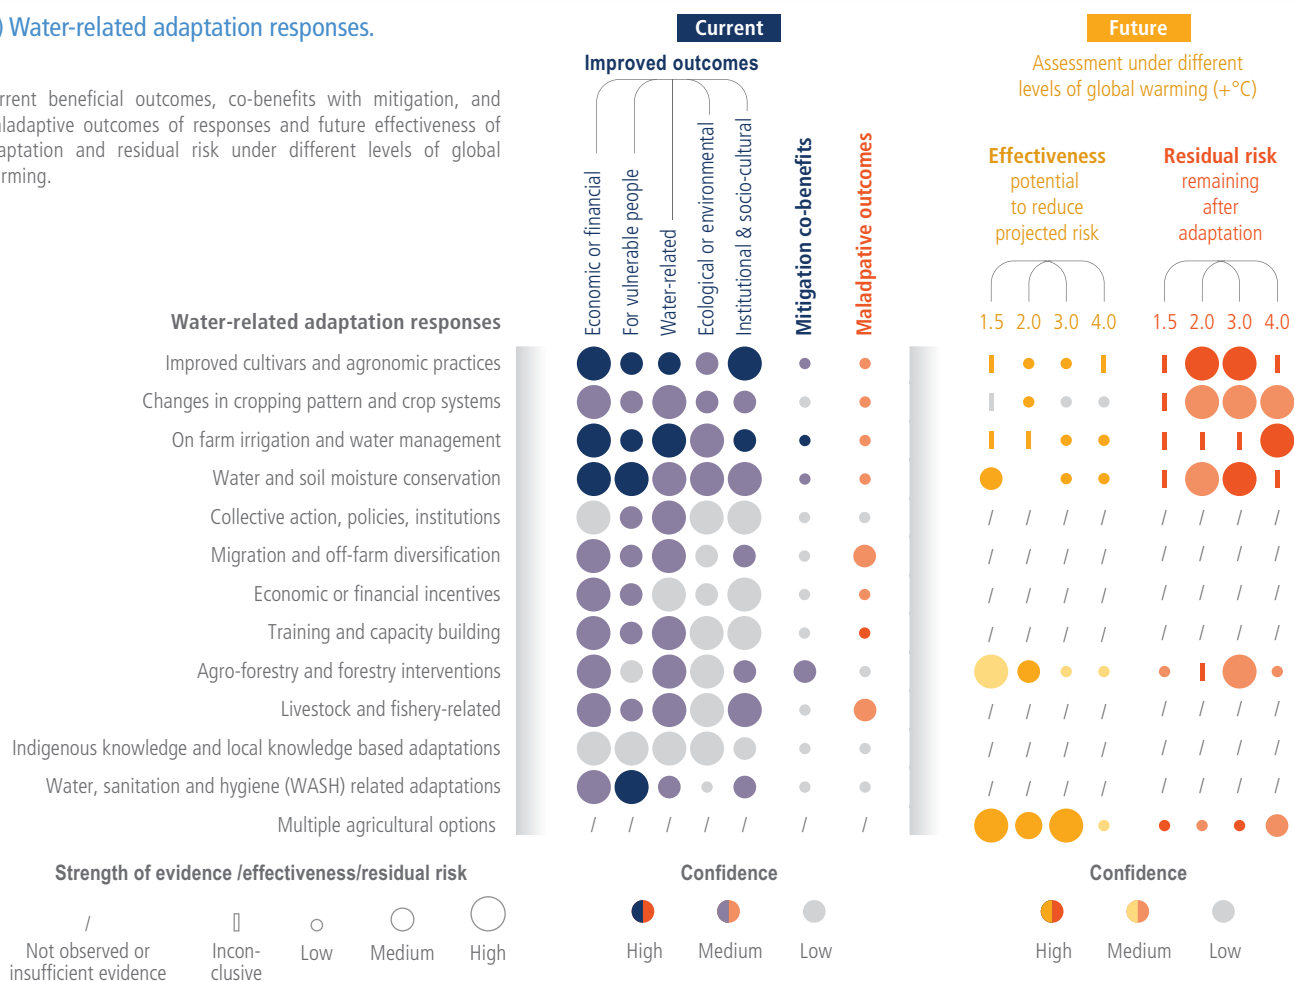 ) Water-related adaptation responses.
rrent beneficial outcomes, co-benefits with mitigation, and
aladaptive outcomes of responses and future effectiveness of
aptation and residual risk under different levels of global
rming.
Current
Improved outcomes
Economic or financial
For vulnerable people
Water-related
Ecological or environmental
Institutional & socio-cultural
Mitigation co-benefits
Maladpative outcomes
Future
Assessment under different
levels of global warming (+°C)
Effectiveness
potential
to reduce
projected risk
Residual risk
remaining
after
adaptation
1.5 2.0 3.0 4.0
1.5 2.0 3.0 4.0
Water-related adaptation responses
Improved cultivars and agronomic practices
Changes in cropping pattern and crop systems
On farm irrigation and water management
Water and soil moisture conservation
Collective action, policies, institutions
/ / / / / / / /
Migration and off-farm diversification
/ / / / / / / /
Economic or financial incentives
/ / / / / / / /
Training and capacity building
/ / / / / / / /
Agro-forestry and forestry interventions
Livestock and fishery-related
/ / / / / / / /
Indigenous knowledge and local knowledge based adaptations
/ / / / / / / /
Water, sanitation and hygiene (WASH) related adaptations
/ / / / / / / /
Multiple agricultural options
/ / / / / / /
Strength of evidence /effectiveness/residual risk
/
Not observed or
insufficient evidence
Incon-
clusive
Low
Medium
High
Confidence
High
Medium
Low
Confidence
High
Medium
Low